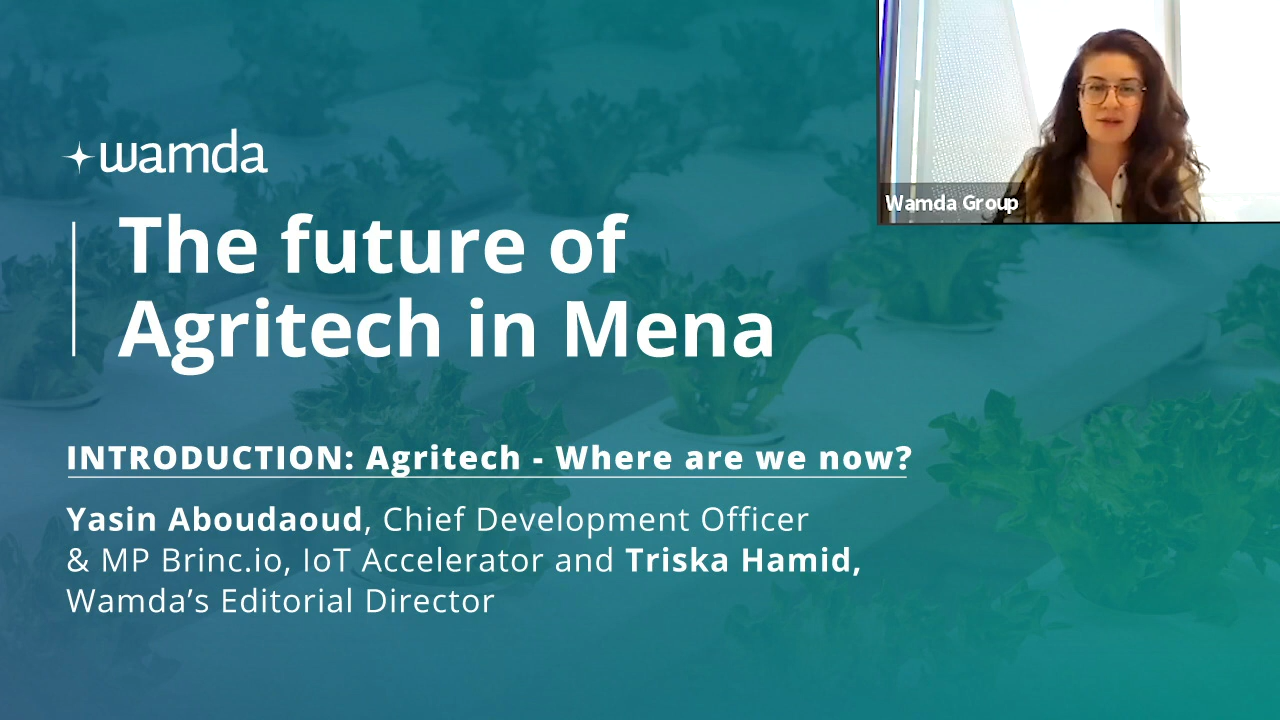 wamda
The future of
Agritech in Mena
INTRODUCTION: Agritech - Where are we now?
Yasin Aboudaoud, Chief Development Officer
& MP Brinc.io, IoT Accelerator and Triska Hamid,
Wamda’s Editorial Director
Wamda Group